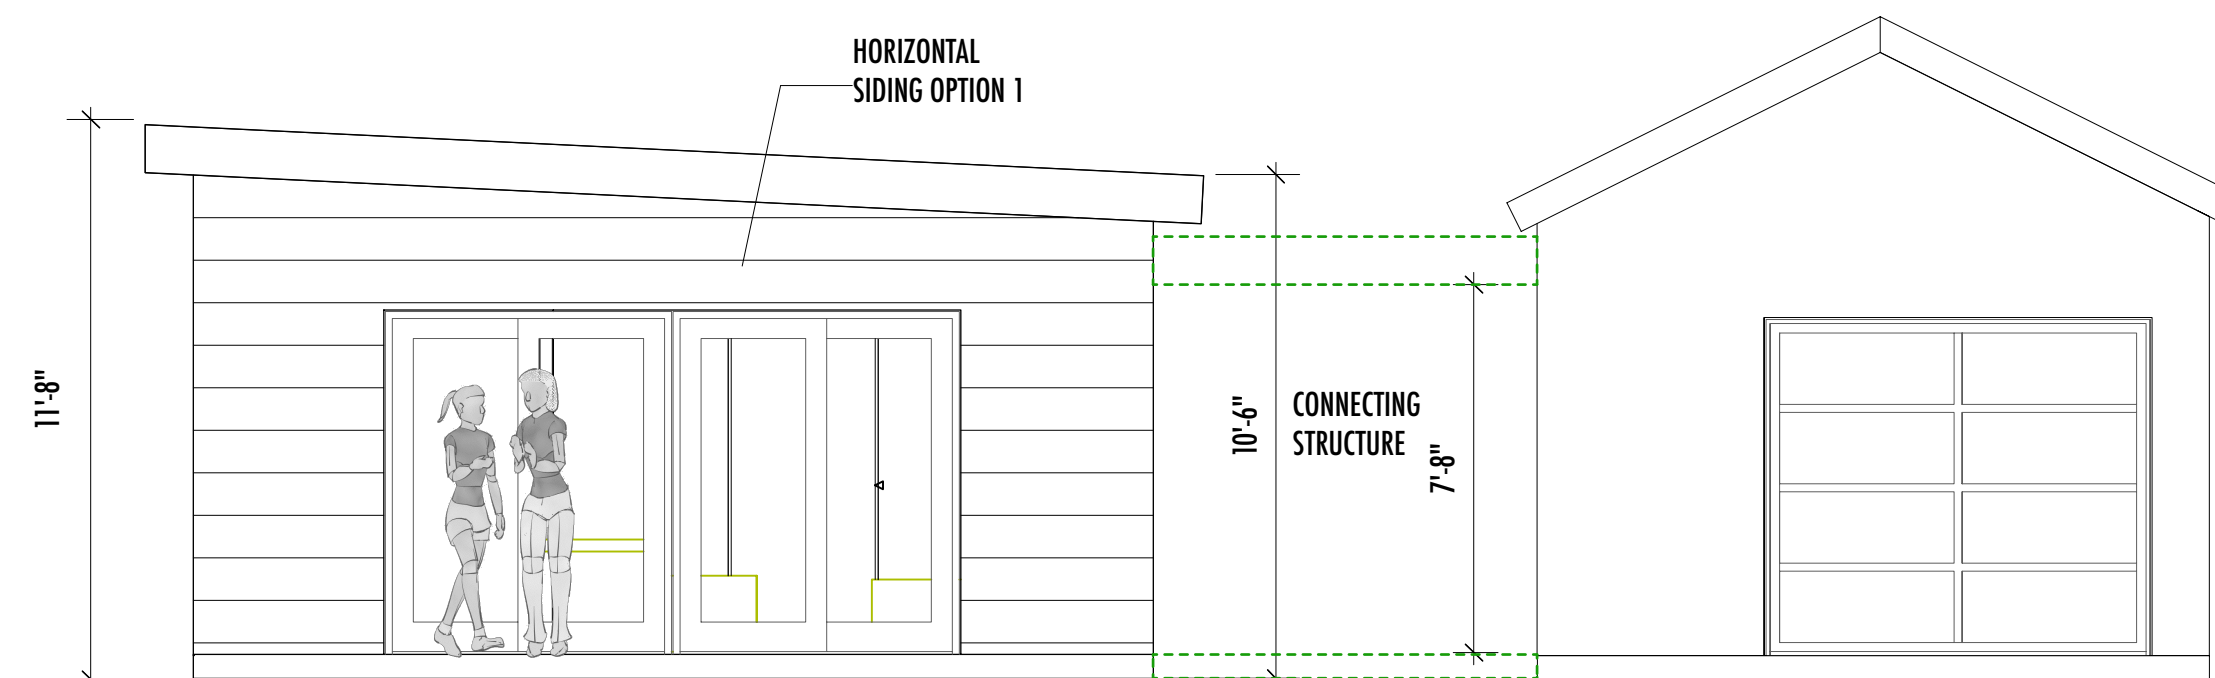 HORIZONTAL
SIDING OPTION 1
11'-8"
10'-6"
CONNECTING
STRUCTURE
7'-8"